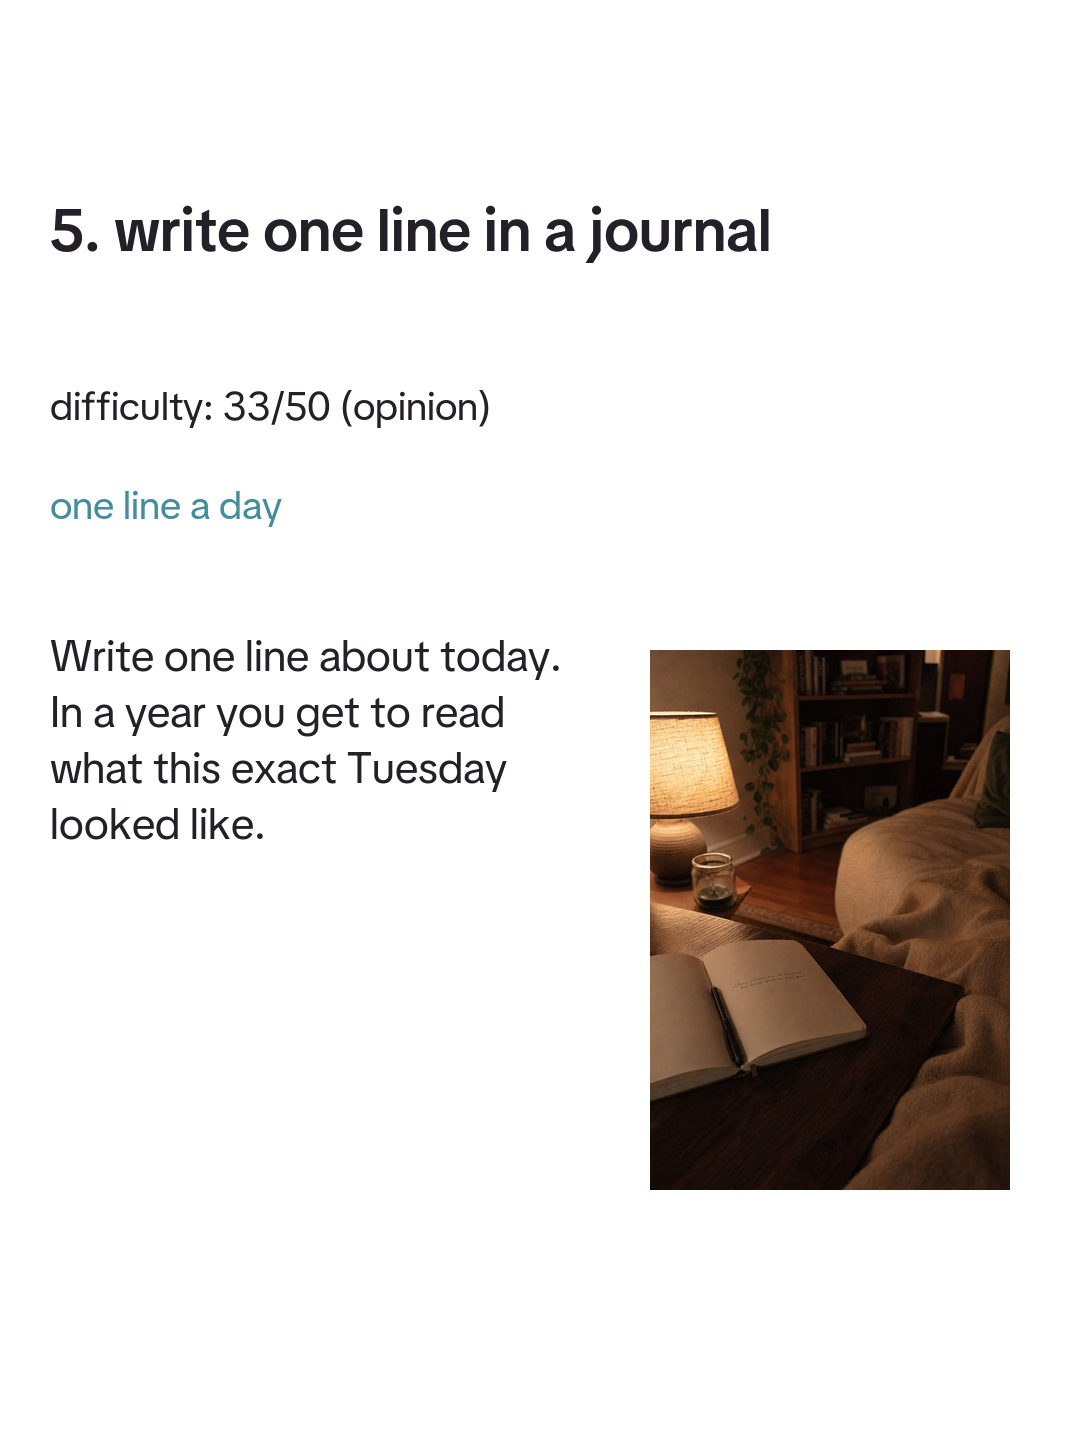 5. write one line in a journal
difficulty: 33/50 (opinion)
one line a day
Write one line about today.
In a year you get to read
what this exact Tuesday
looked like.